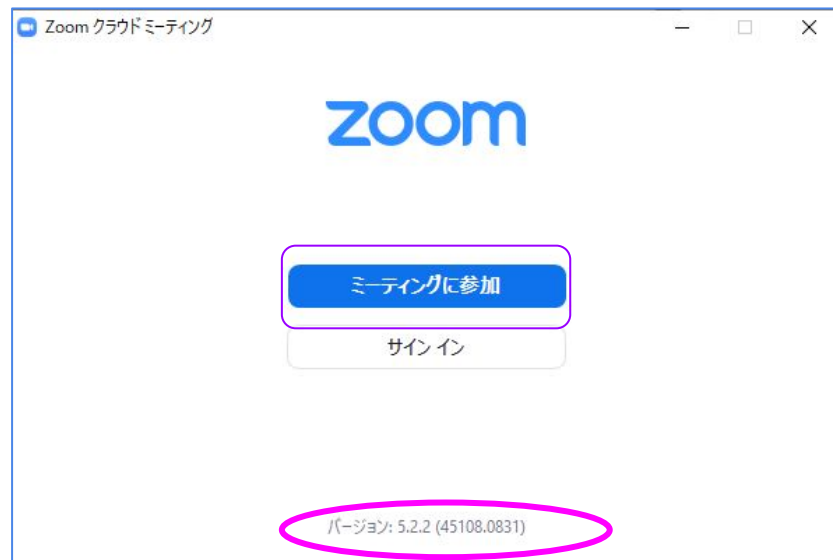 Zoom クラウド ミーティング
zoom
ミーティングに参加
サイン イン
バージョン: 5.2.2 (45108.0831)